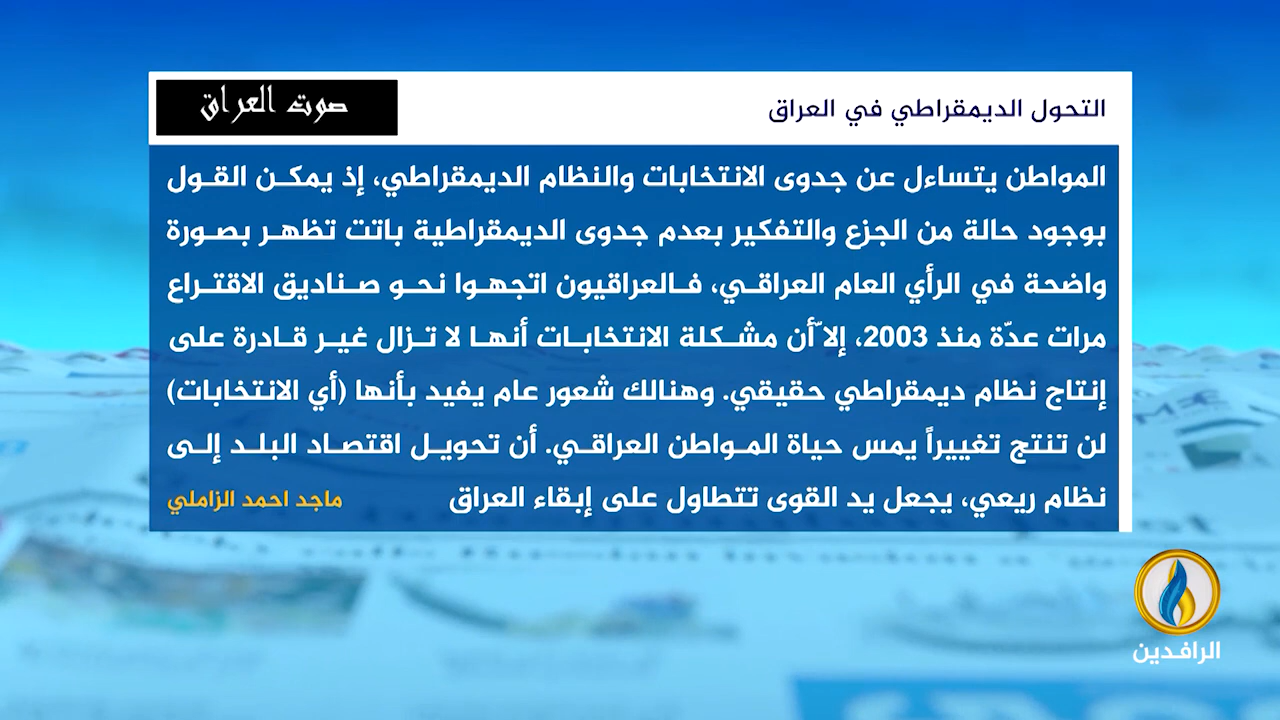 التحول الديمقراطي في العراق
صوت العراق
المواطن يتساءل عن جدوى الانتخابات والنظام الديمقراطي، إذ يمكن القول
بوجود حالة من الجزع والتفكير بعدم جدوى الديمقراطية باتت تظهر بصورة
واضحة في الرأي العام العراقي، فالعراقيون اتجهوا نحو صناديق الاقتراع
مرات عدّة منذ 2003، إلاّ أن مشكلة الانتخابات أنها لا تزال غير قادرة على
إنتاج نظام ديمقراطي حقيقي. وهنالك شعور عام يفيد بأنها (أي الانتخابات)
لن تنتج تغييراً يمس حياة المواطن العراقي. أن تحويل اقتصاد البلد إلى
نظام ريعي، يجعل يد القوى تتطاول على إبقاء العراق
ماجد احمد الزاملي
الرافدين